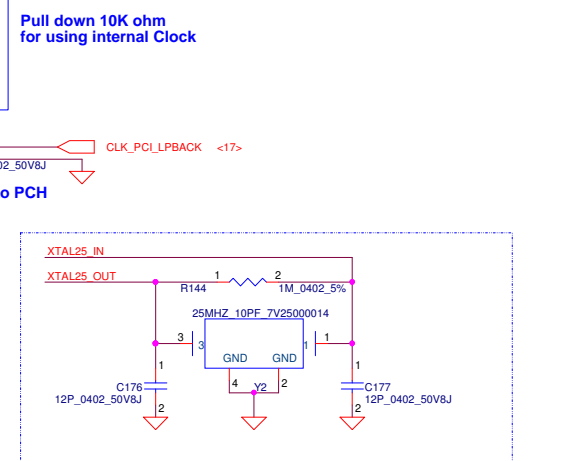 Pull down 10K ohm
for using internal Clock
CLK_PCI_LPBACK <17>
02_50V8J
o PCH
XTAL25_IN
XTAL25_OUT
1 2
R144 1M_0402_5%
25MHZ_10PF_7V25000014
3 3 1 1
GND GND
1 4 Y2 2 1
C176 C177
12P_0402_50V8J 12P_0402_50V8J
2 2